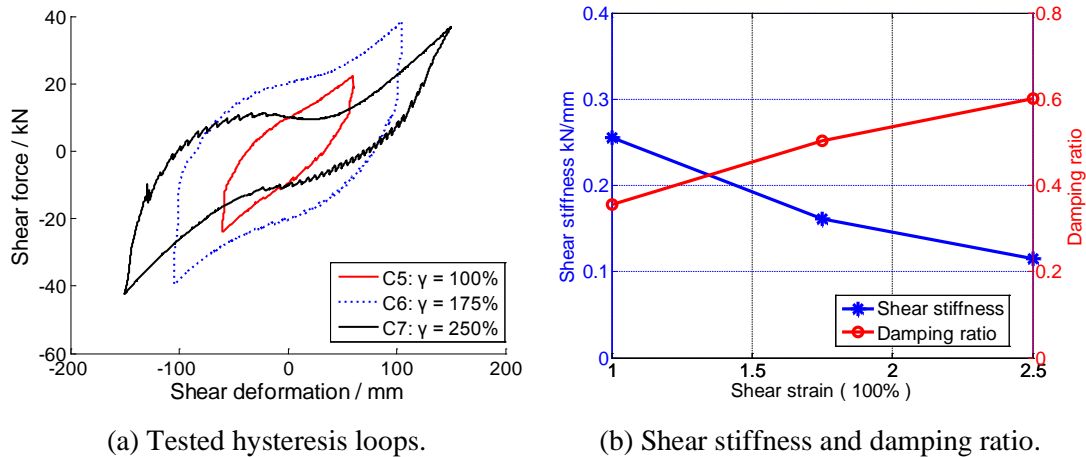 40
20
0
-20
-40
-60
-200
-100
0
100
200
Shear force / kN
Shear deformation / mm
C5: γ = 100%
C6: γ = 175%
C7: γ = 250%
(a) Tested hysteresis loops.
0.4
0.3
0.2
0.1
0
0.8
0.6
0.4
0.2
0
1
1.5
2
2.5
Shear stiffness kN/mm
Damping ratio
Shear strain ( 100% )
Shear stiffness
Damping ratio
(b) Shear stiffness and damping ratio.